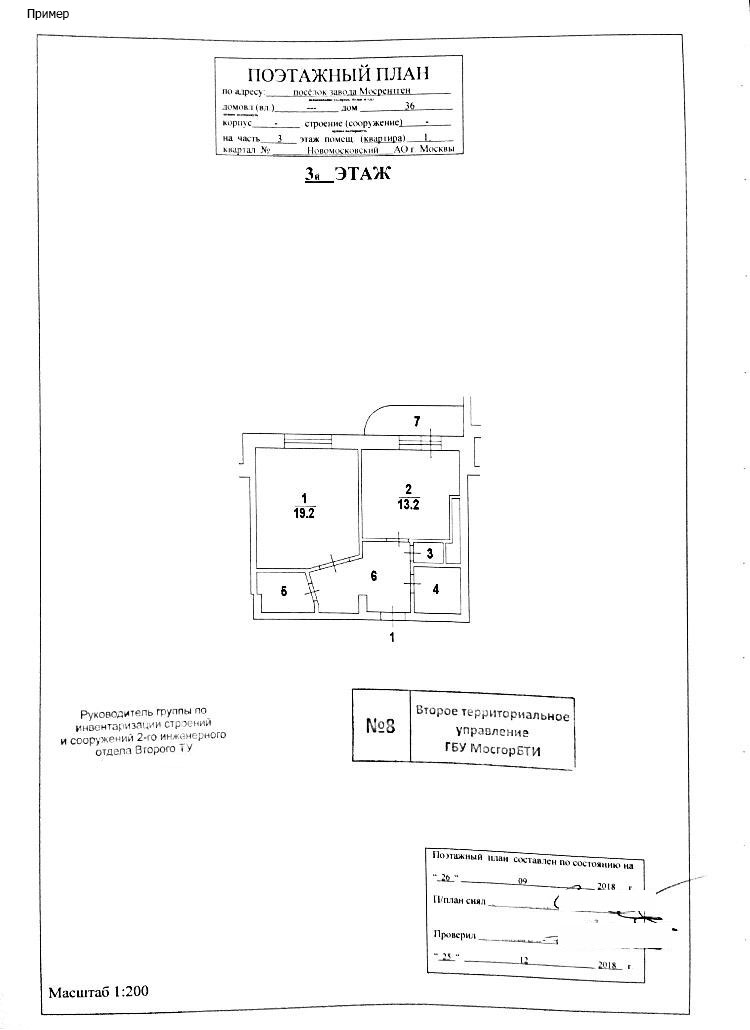 Пример
ПОЭТАЖНЫЙ ПЛАН
по адресу: посёлок завода Мосрентген
домовл (вл.) --- дом 36
корпус - строение (сооружение) -
на часть 3 этаж помещ (квартира) 1.
квартал № Новомосковский АО г Москвы
3й ЭТАЖ
7
1
19.2
2
13.2
3
6
4
5
1
Руководитель группы по
инвентаризации строений
и сооружений 2-го инженерного
отдела Второго ТУ
№8
Второе территориальное
управление
ГБУ МосгорБТИ
Поэтажный план составлен по состоянию на
"26" 09 2018 г
П/план снял
Проверил
"25" 12 2018 г.
Масштаб 1:200